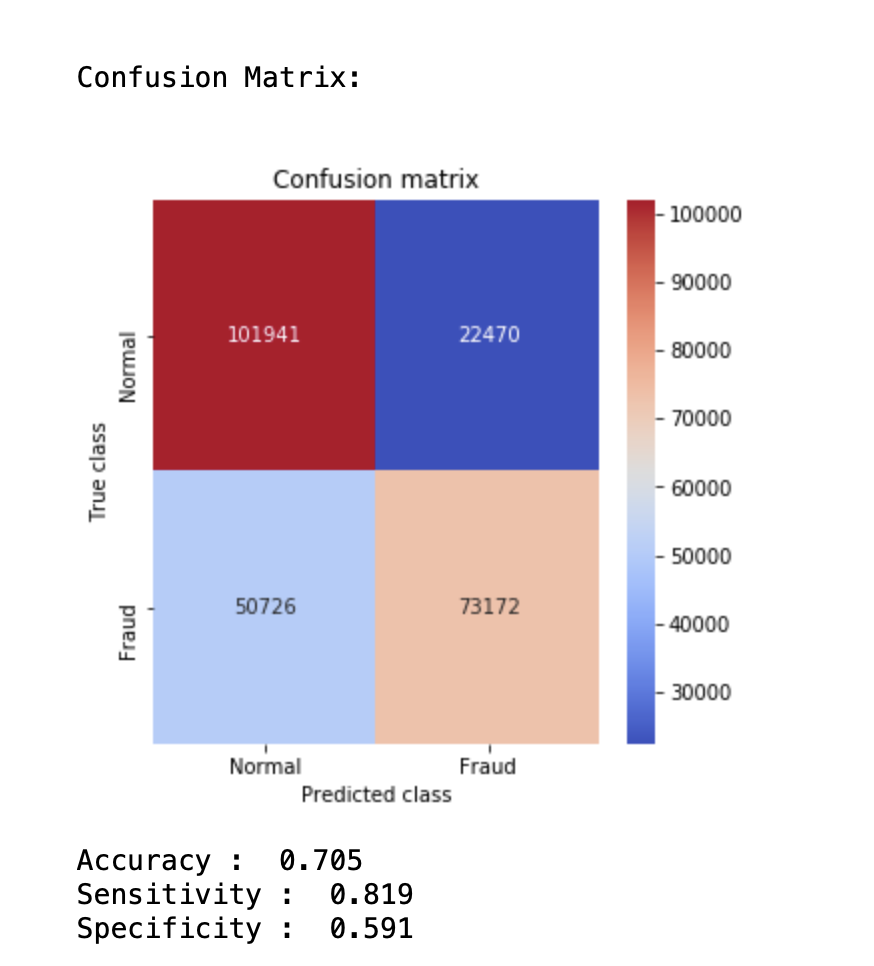 Confusion Matrix:
Confusion matrix
100000
90000
80000
70000
60000
50000
40000
30000
True class
Normal
101941 22470
Fraud
50726 73172
Normal Fraud
Predicted class
Accuracy : 0.705
Sensitivity : 0.819
Specificity : 0.591